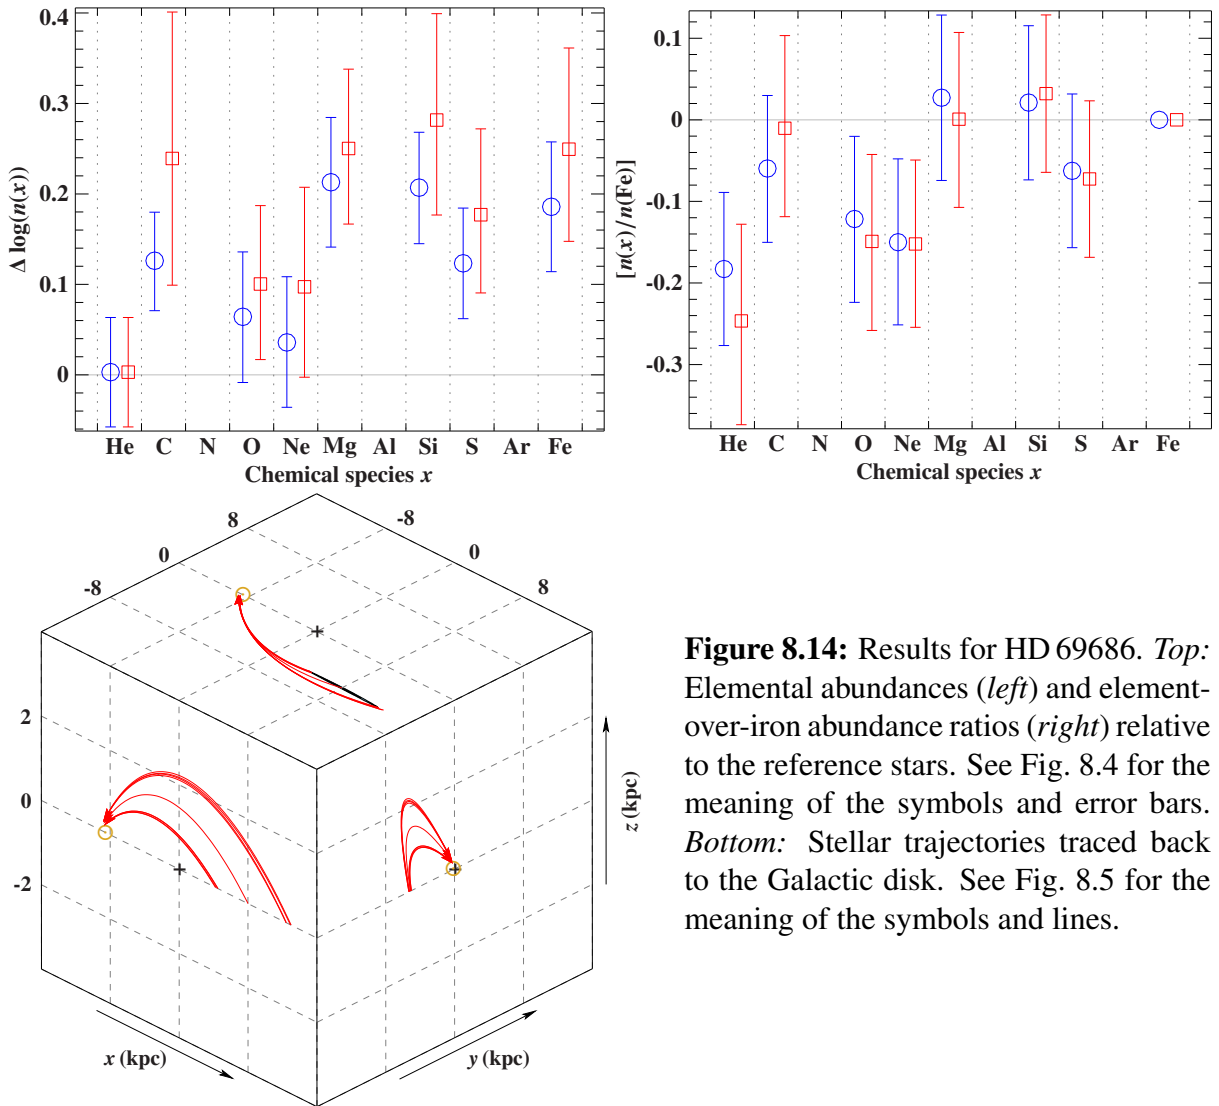 0.4
0.3
0.2
0.1
0
Δ log(n(x))
He C N O Ne Mg Al Si S Ar Fe
Chemical species x
0.1
0
-0.1
-0.2
-0.3
[n(x)/n(Fe)]
He C N O Ne Mg Al Si S Ar Fe
Chemical species x
8
0
-8
-8
0
8
2
0
-2
x (kpc)
y (kpc)
z (kpc)
Figure 8.14: Results for HD 69686. Top:
Elemental abundances (left) and element-
over-iron abundance ratios (right) relative
to the reference stars. See Fig. 8.4 for the
meaning of the symbols and error bars.
Bottom: Stellar trajectories traced back
to the Galactic disk. See Fig. 8.5 for the
meaning of the symbols and lines.